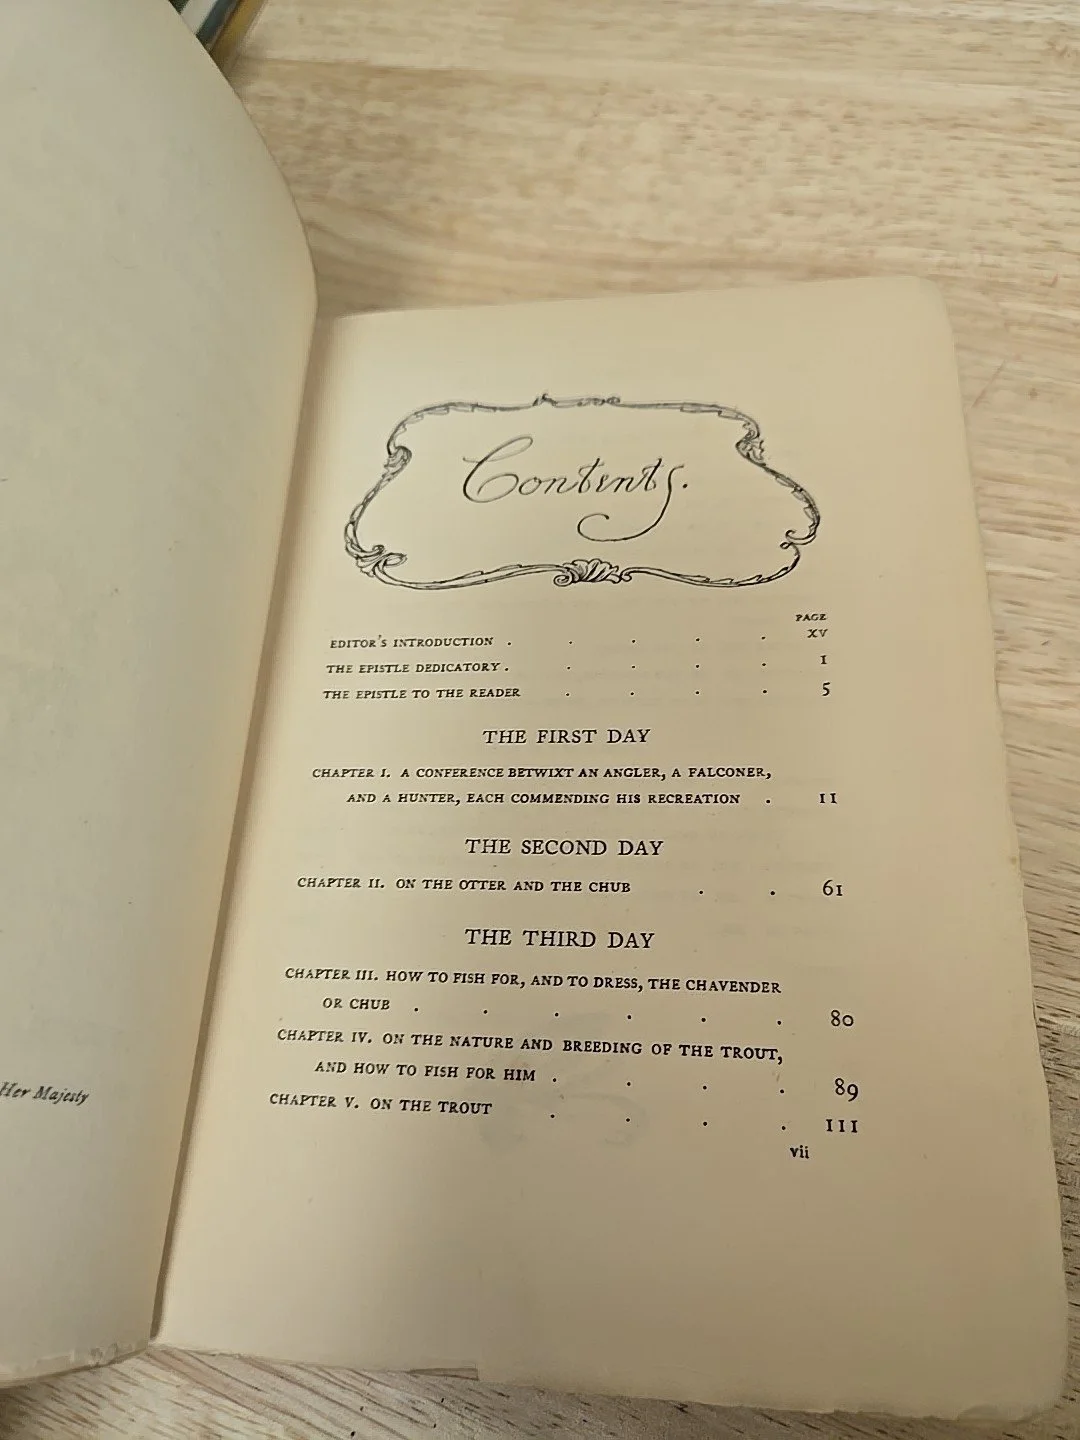 Her Majesty
Contents.
PAGE
EDITOR'S INTRODUCTION . . . . . XV
THE EPISTLE DEDICATORY . . . . . I
THE EPISTLE TO THE READER . . . . 5
THE FIRST DAY
CHAPTER I. A CONFERENCE BETWIXT AN ANGLER, A FALCONER,
AND A HUNTER, EACH COMMENDING HIS RECREATION . II
THE SECOND DAY
CHAPTER II. ON THE OTTER AND THE CHUB . . 61
THE THIRD DAY
CHAPTER III. HOW TO FISH FOR, AND TO DRESS, THE CHAVENDER
OR CHUB . . . . . . 80
CHAPTER IV. ON THE NATURE AND BREEDING OF THE TROUT,
AND HOW TO FISH FOR HIM . . . . 89
CHAPTER V. ON THE TROUT . . . . III
vii